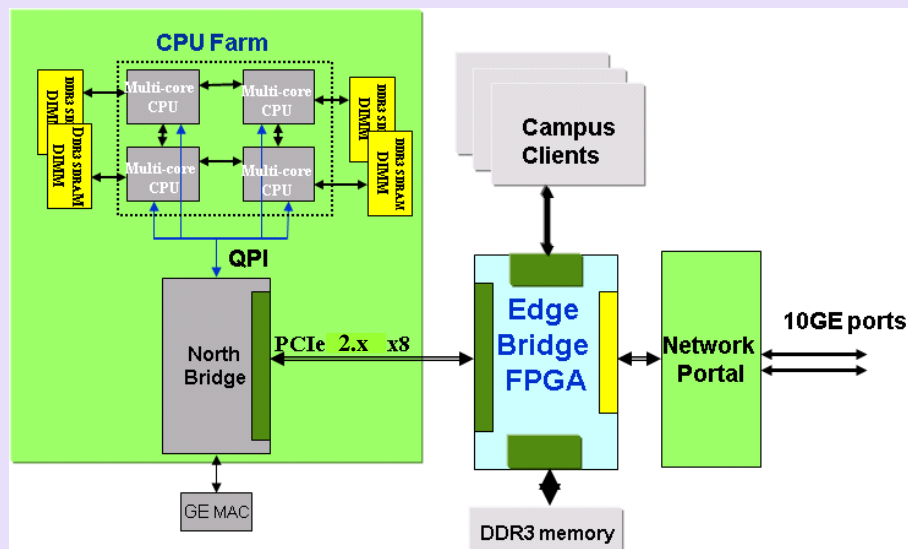 CPU Farm
DDR3 SD
DIMM
DDR3 SDRAM
DIMM
Multi-core
CPU
Multi-core
CPU
Multi-core
CPU
Multi-core
CPU
DDR3 SD
DIMM
DDR3 SDRAM
DIMM
QPI
North
Bridge
PCIe 2.x x8
GE MAC
Campus
Clients
Edge
Bridge
FPGA
DDR3 memory
Network
Portal
10GE ports